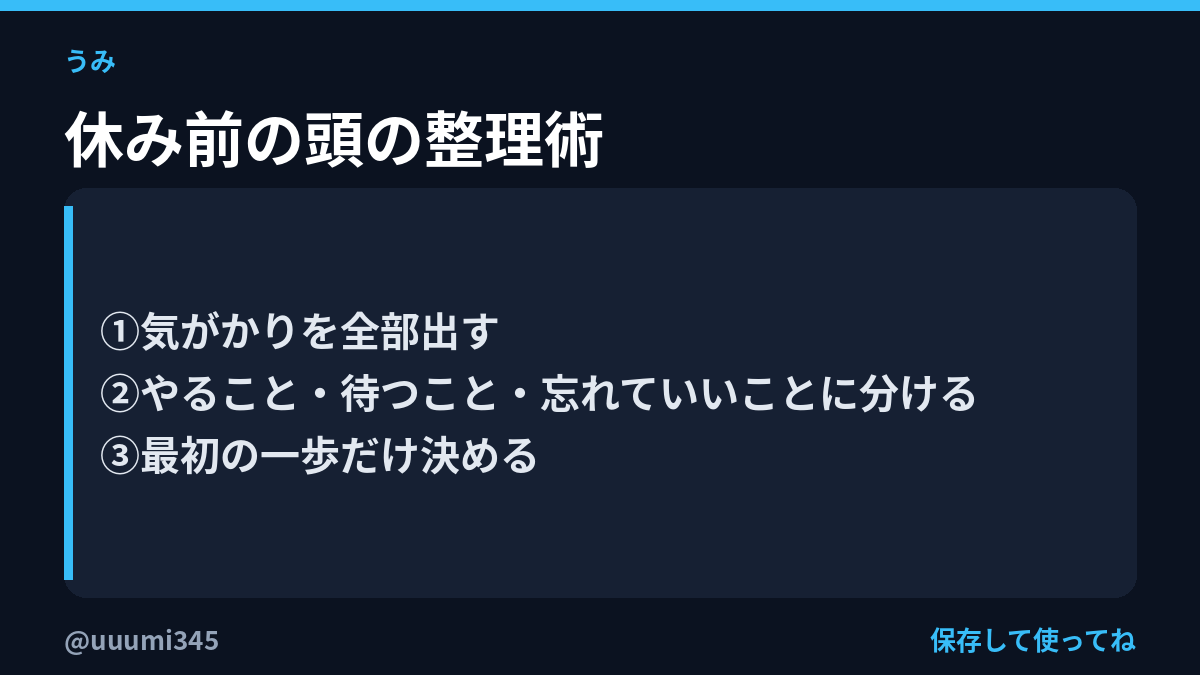 うみ
休み前の頭の整理術
①気がかりを全部出す
②やること・待つこと・忘れていいことに分ける
③最初の一歩だけ決める
@uuumi345
保存して使ってね